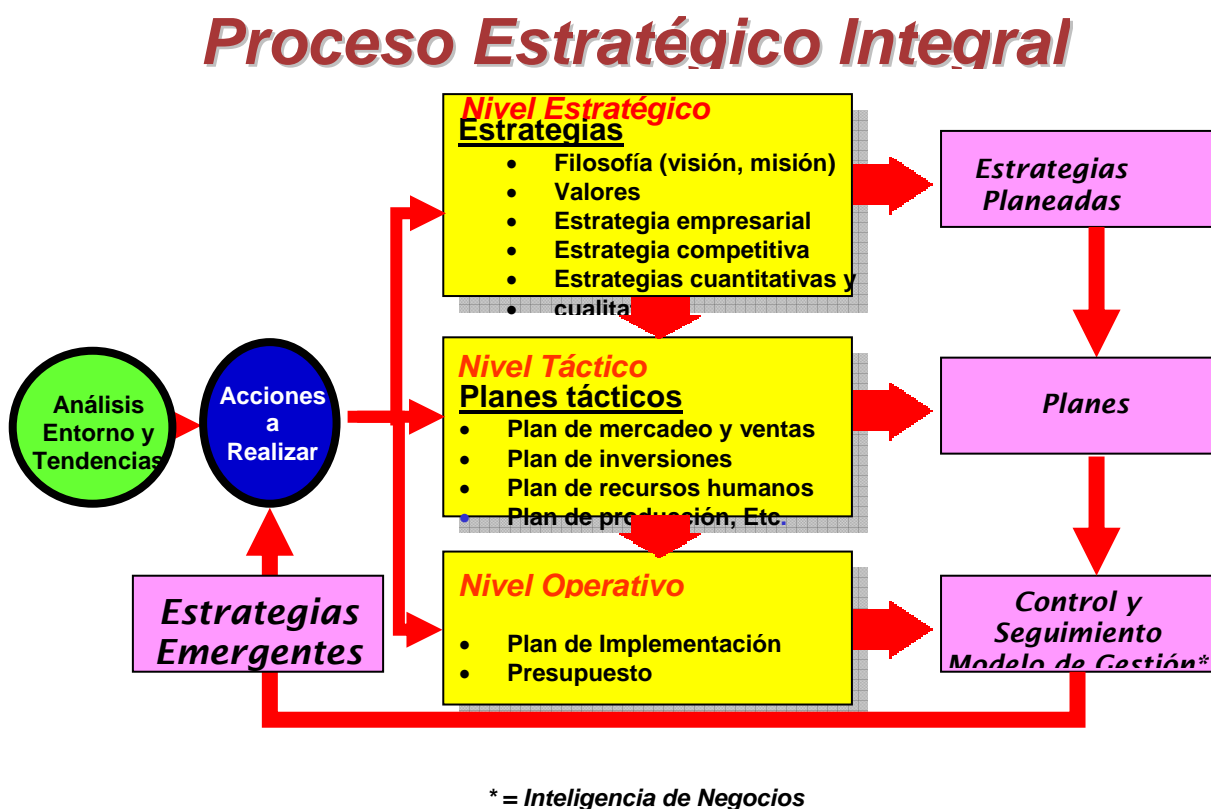 Proceso Estratégico Integral
Nivel Estratégico
Estrategias
• Filosofía (visión, misión)
• Valores
• Estrategia empresarial
• Estrategia competitiva
• Estrategias cuantitativas y
•
Estrategias
Planeadas
Análisis
Entorno y
Tendencias
Acciones
a
Realizar
Nivel Táctico
Planes tácticos
• Plan de mercadeo y ventas
• Plan de inversiones
• Plan de recursos humanos
• Plan de producción, Etc.
Planes
Estrategias
Emergentes
Nivel Operativo
• Plan de Implementación
• Presupuesto
Control y
Seguimiento
Modelo de Gestión*
* = Inteligencia de Negocios